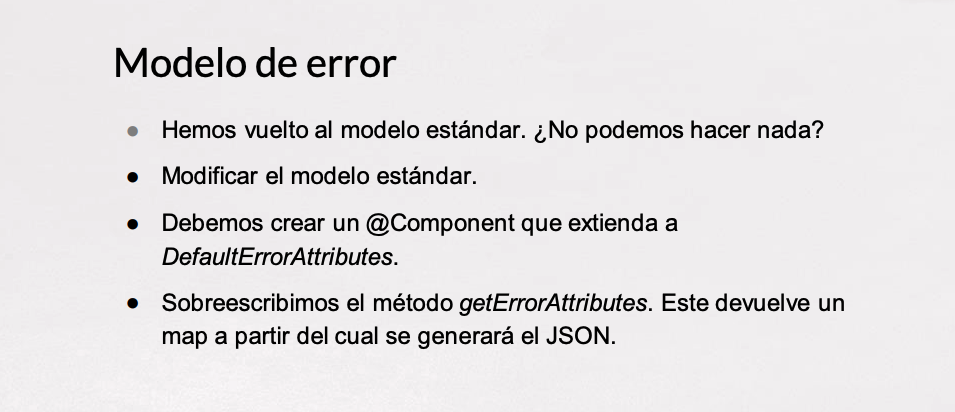 Modelo de error
● Hemos vuelto al modelo estándar. ¿No podemos hacer nada?
● Modificar el modelo estándar.
● Debemos crear un @Component que extienda a
DefaultErrorAttributes.
● Sobreescribimos el método getErrorAttributes. Este devuelve un
map a partir del cual se generará el JSON.